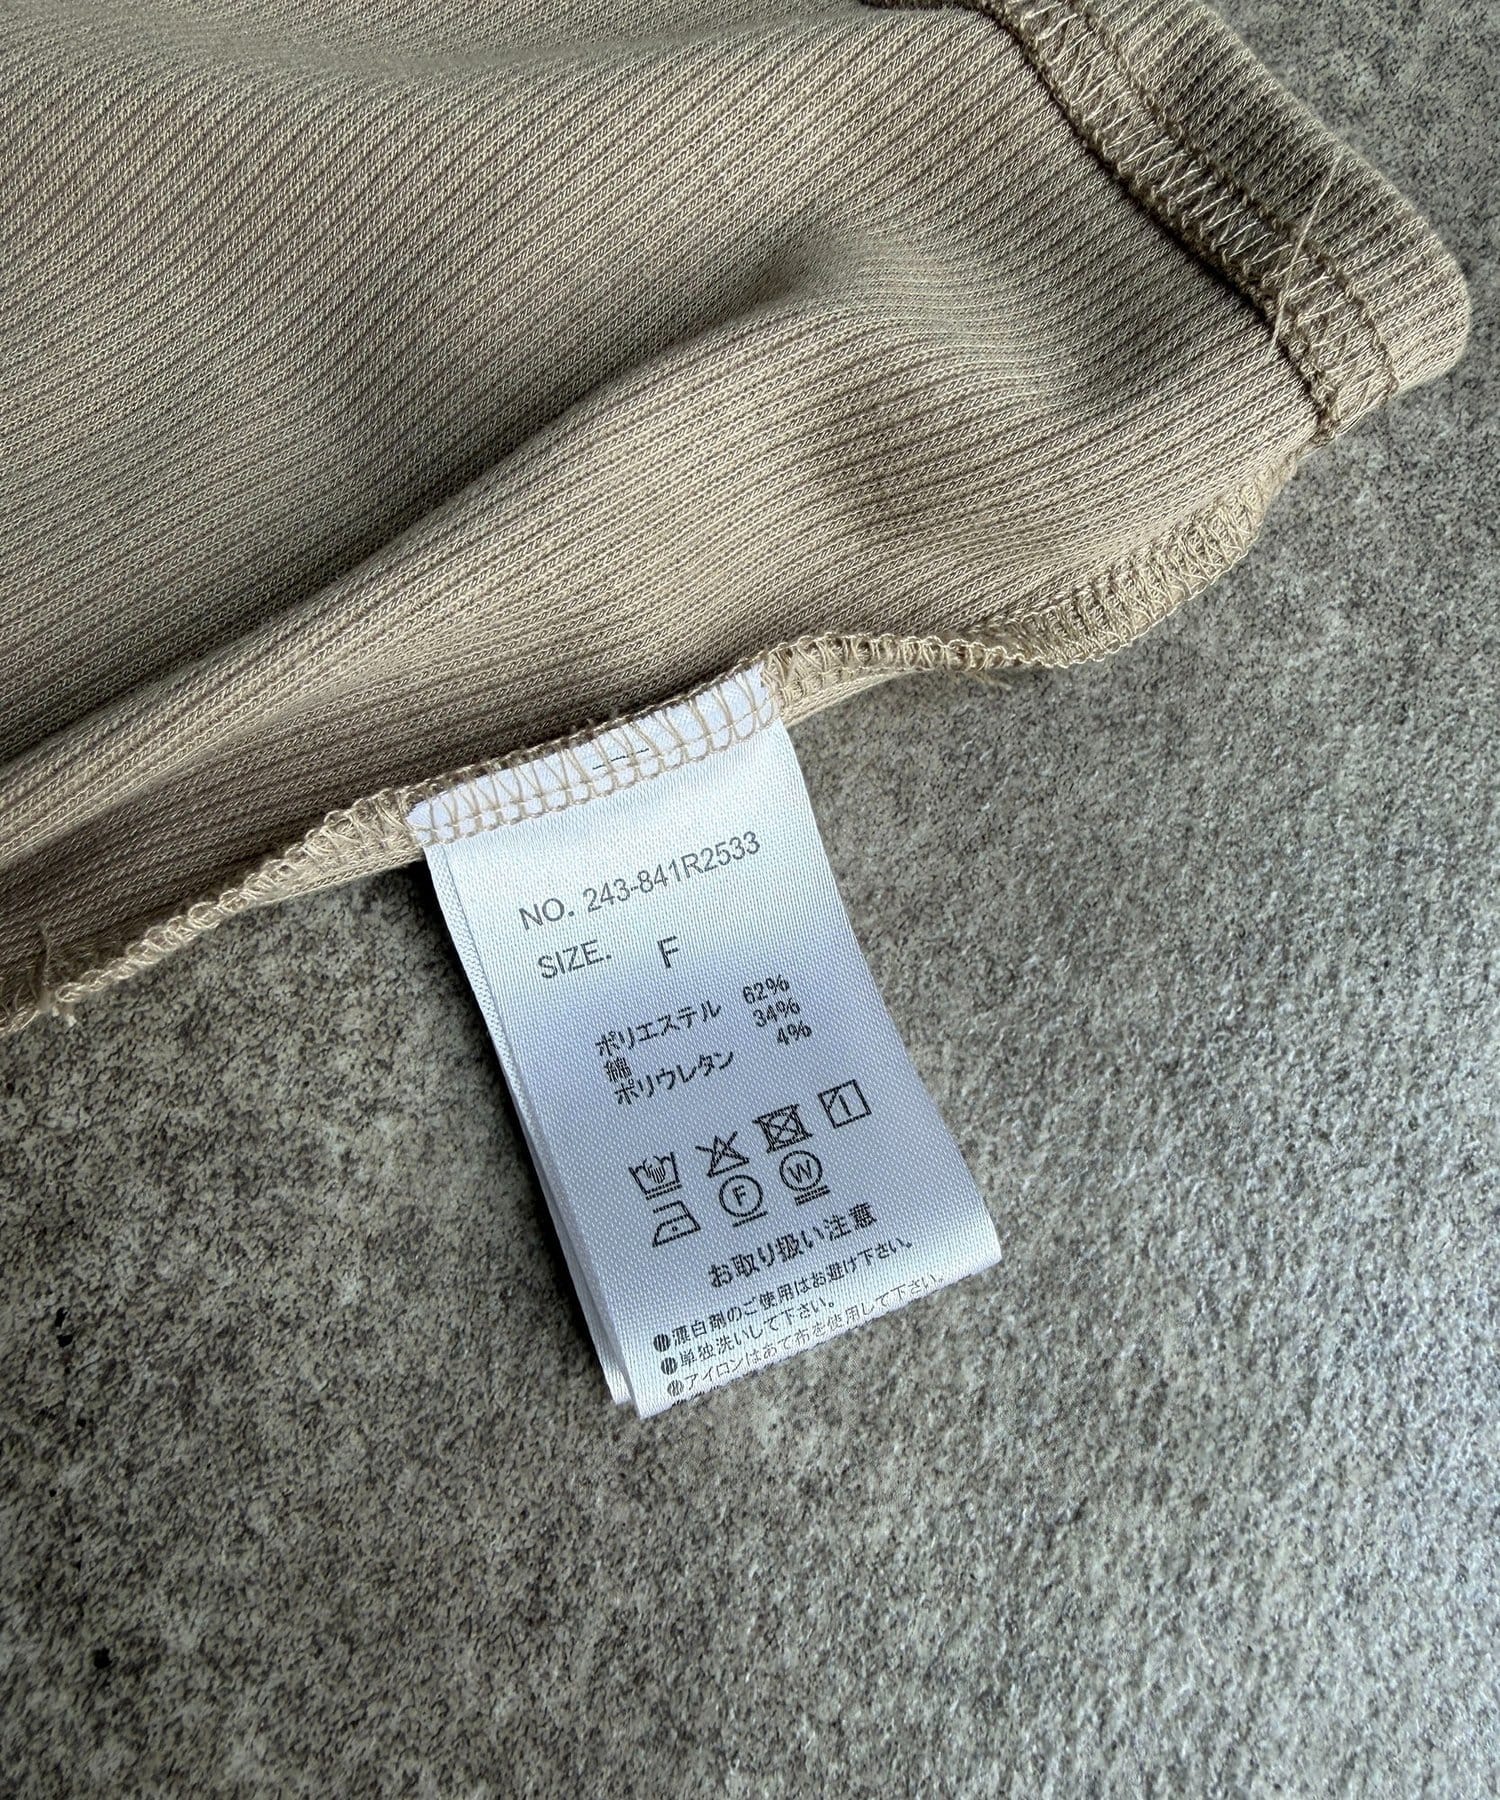 NO. 243-841R2533
SIZE. F
ポリエステル 62%
綿 34%
ポリウレタン 4%
F W
お取り扱い注意
●漂白剤のご使用はお避け下さい。
●単独洗いして下さい。
●アイロンはあて布を使用して下さい。